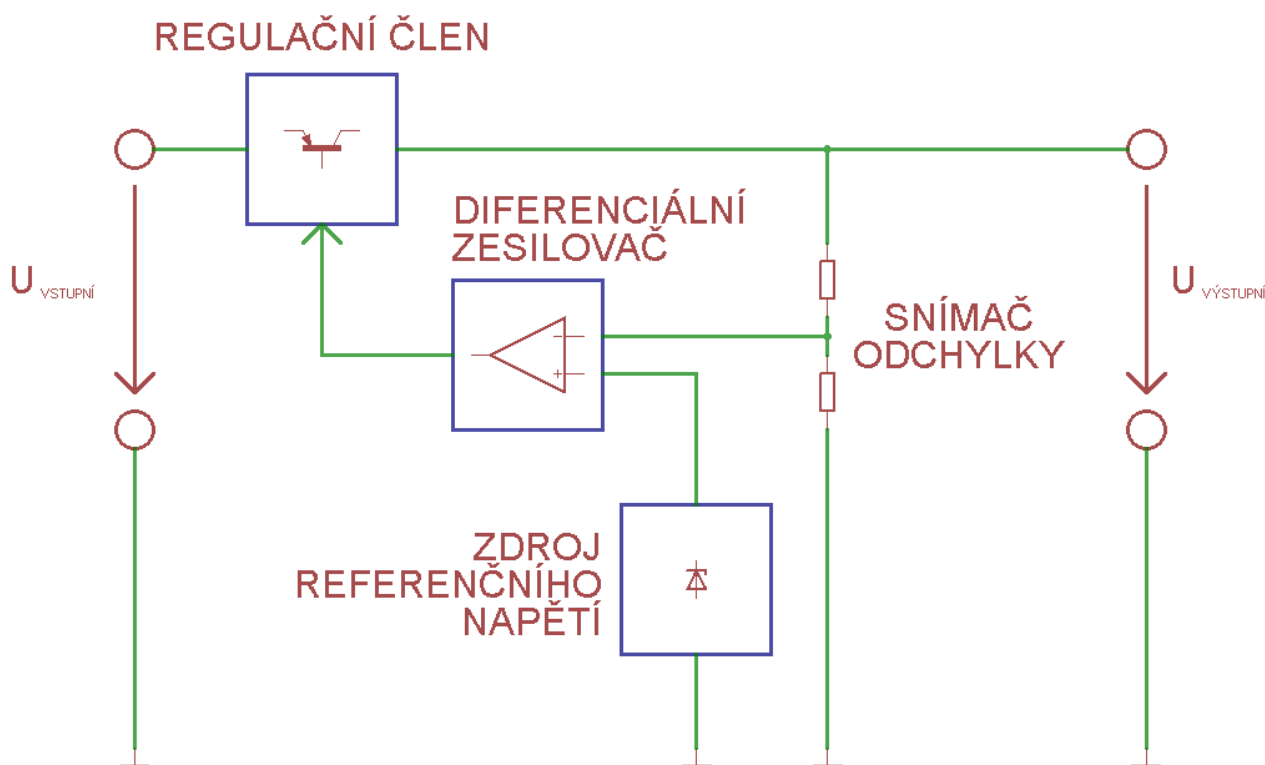 REGULAČNÍ ČLEN
DIFERENCIÁLNÍ
ZESILOVAČ
U VSTUPNÍ
U VÝSTUPNÍ
SNÍMAČ
ODCHYLKY
ZDROJ
REFERENČNÍHO
NAPĚTÍ